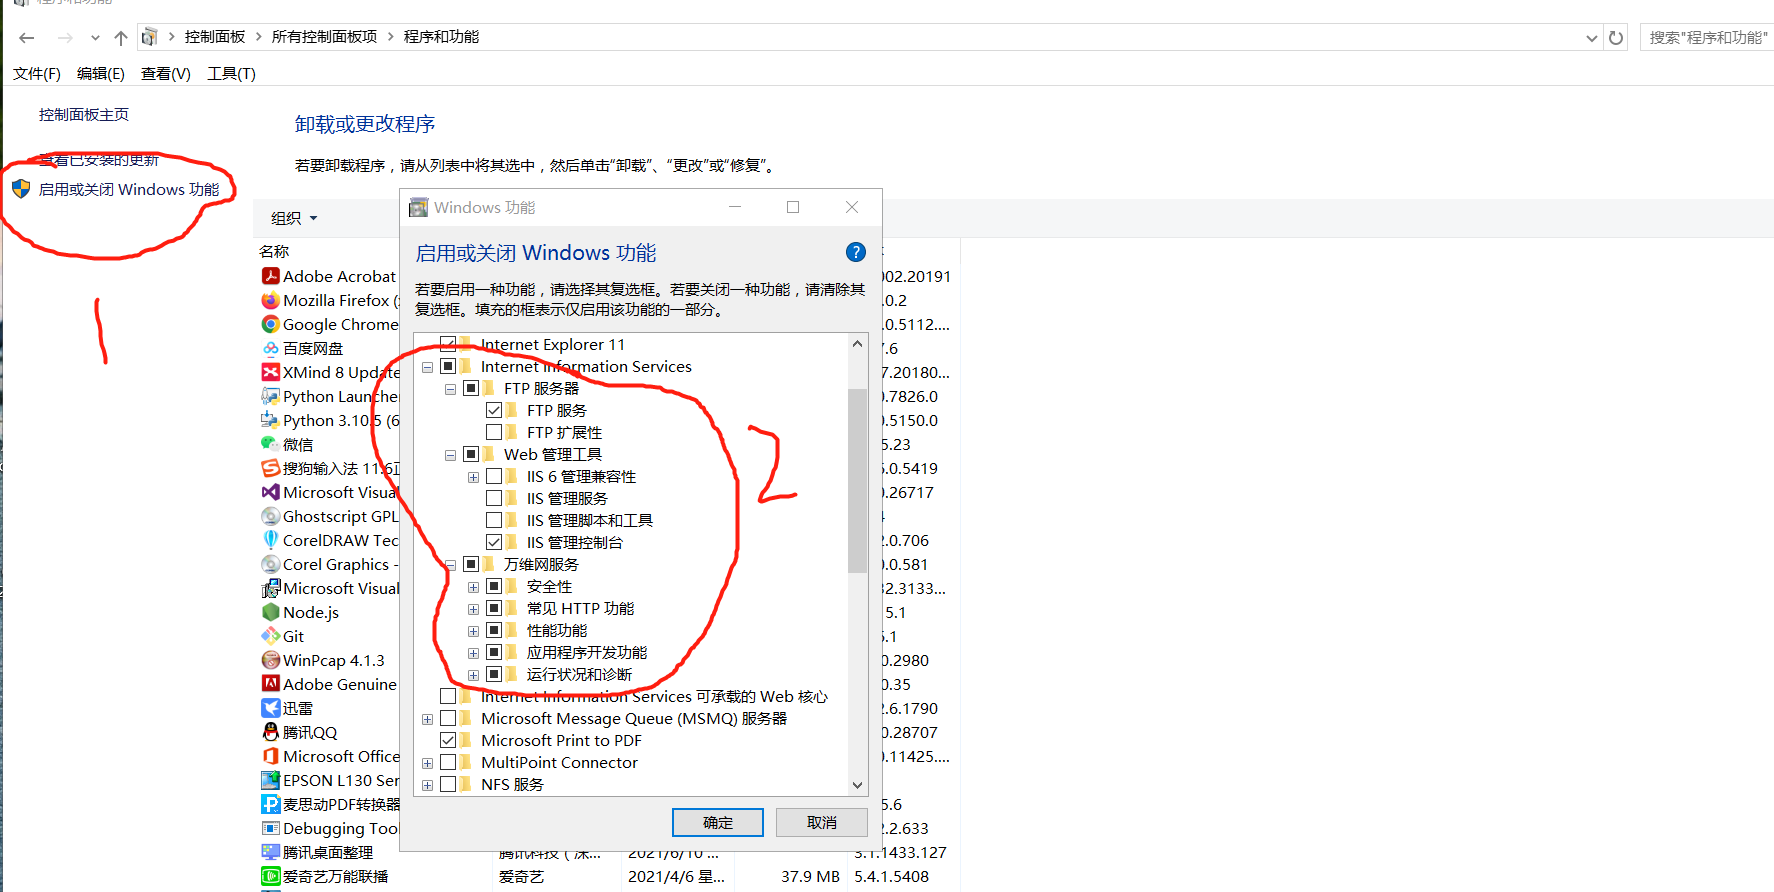 程序和功能
控制面板 › 所有控制面板项 › 程序和功能
搜索"程序和功能"
文件(F) 编辑(E) 查看(V) 工具(T)
控制面板主页
查看已安装的更新
启用或关闭 Windows 功能
1
卸载或更改程序
若要卸载程序，请从列表中将其选中，然后单击“卸载”、“更改”或“修复”。
组织
名称
Adobe Acrobat
Mozilla Firefox (
Google Chrome
百度网盘
XMind 8 Update
Python Launche
Python 3.10.5 (6
微信
搜狗输入法 11.6
Microsoft Visua
Ghostscript GPL
CorelDRAW Tec
Corel Graphics -
Microsoft Visual
Node.js
Git
WinPcap 4.1.3
Adobe Genuine
迅雷
腾讯QQ
Microsoft Office
EPSON L130 Ser
麦思动PDF转换器
Debugging Too
腾讯桌面整理 腾讯科技（深... 2021/6/10 ... 3.1.1433.127
爱奇艺万能联播 爱奇艺 2021/4/6 星... 37.9 MB 5.4.1.5408
Windows 功能
启用或关闭 Windows 功能
若要启用一种功能，请选择其复选框。若要关闭一种功能，请清除其
复选框。填充的框表示仅启用该功能的一部分。
Internet Explorer 11
Internet Information Services
FTP 服务器
FTP 服务
FTP 扩展性
Web 管理工具
IIS 6 管理兼容性
IIS 管理服务
IIS 管理脚本和工具
IIS 管理控制台
万维网服务
安全性
常见 HTTP 功能
性能功能
应用程序开发功能
运行状况和诊断
Internet Information Services 可承载的 Web 核心
Microsoft Message Queue (MSMQ) 服务器
Microsoft Print to PDF
MultiPoint Connector
NFS 服务
确定 取消
2
002.20191
.0.2
.0.5112....
7.6
7.20180...
0.7826.0
0.5150.0
5.23
5.0.5419
0.26717
4
2.0.706
0.0.581
32.3133...
5.1
5.1
0.2980
0.35
2.6.1790
0.28707
0.11425....
5.6
2.2.633